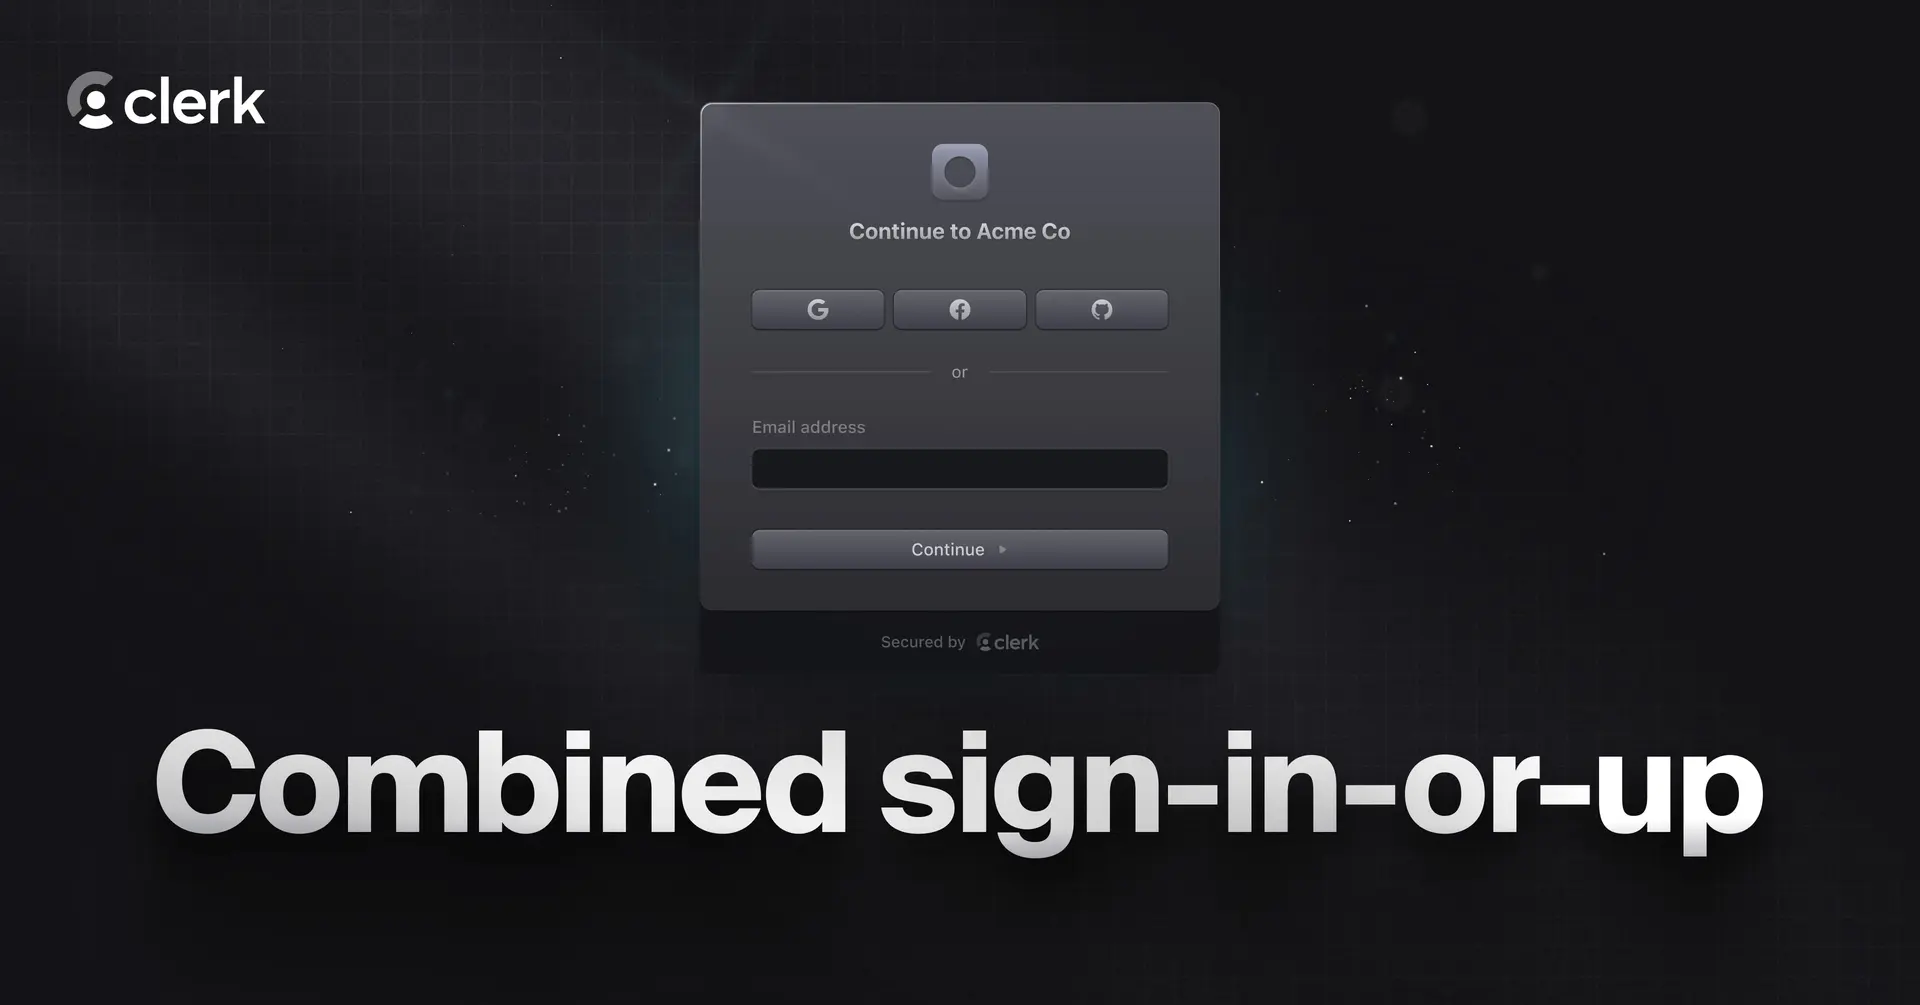 clerk
Continue to Acme Co
or
Email address
Continue
Secured by clerk
Combined sign-in-or-up